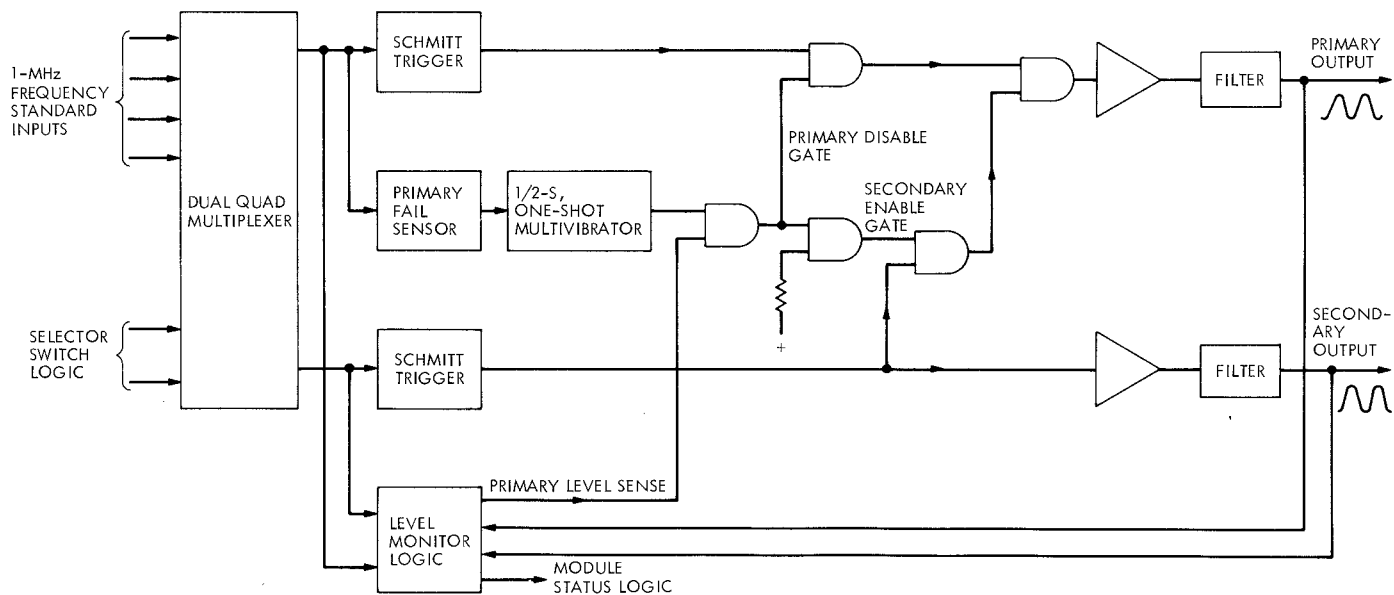 1-MHz
FREQUENCY
STANDARD
INPUTS
SELECTOR
SWITCH
LOGIC
DUAL QUAD
MULTIPLEXER
SCHMITT
TRIGGER
PRIMARY
FAIL
SENSOR
1/2-S,
ONE-SHOT
MULTIVIBRATOR
SCHMITT
TRIGGER
LEVEL
MONITOR
LOGIC
PRIMARY LEVEL SENSE
MODULE
STATUS LOGIC
PRIMARY DISABLE
GATE
SECONDARY
ENABLE
GATE
+
FILTER
PRIMARY
OUTPUT
FILTER
SECOND-
ARY
OUTPUT